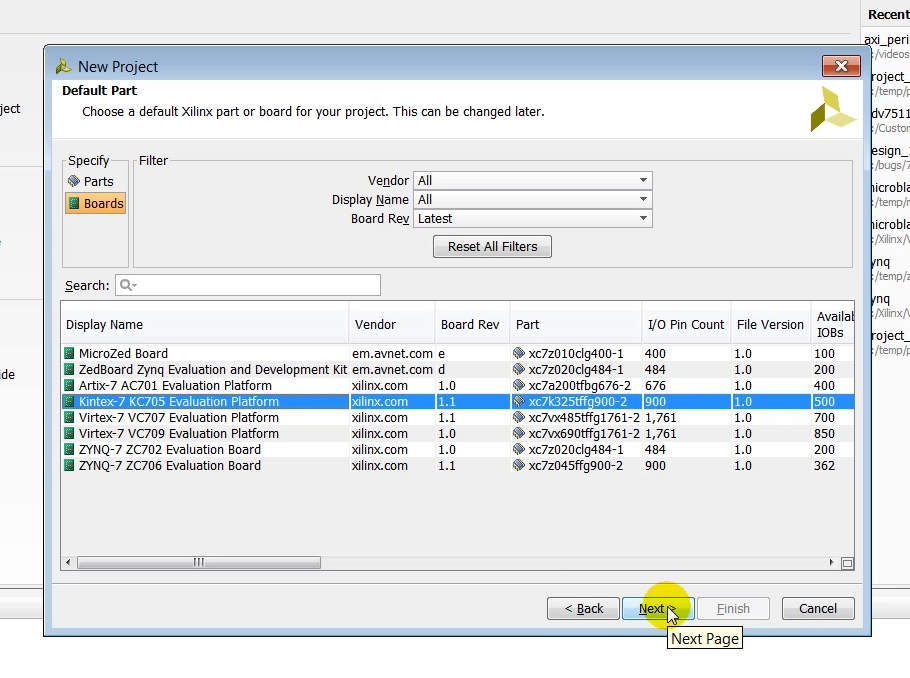 Recent
axi_peri
:/videos
New Project
roject_
:/temp/p
Default Part
ject
Choose a default Xilinx part or board for your project. This can be changed later.
dv7511
:/Custor
Specify
Filter
esign_1
:/bugs/7
Parts
Vendor
All
Boards
Display Name
All
microbla
:/temp/m
Board Rev
Latest
microbla
:/Xilinx/V
Reset All Filters
ynq
:/temp/z
Search:
ynq
:/Xilinx/V
Display Name Vendor Board Rev Part I/O Pin Count File Version Availab IOBs
roject_
:/temp/p
MicroZed Board em.avnet.com e xc7z010clg400-1 400 1.0 100
ZedBoard Zynq Evaluation and Development Kit em.avnet.com d xc7z020clg484-1 484 1.0 200
ide
Artix-7 AC701 Evaluation Platform xilinx.com 1.0 xc7a200tfbg676-2 676 1.0 400
Kintex-7 KC705 Evaluation Platform xilinx.com 1.1 xc7k325tffg900-2 900 1.0 500
Virtex-7 VC707 Evaluation Platform xilinx.com 1.1 xc7vx485tffg1761-2 1,761 1.0 700
Virtex-7 VC709 Evaluation Platform xilinx.com 1.0 xc7vx690tffg1761-2 1,761 1.0 850
ZYNQ-7 ZC702 Evaluation Board xilinx.com 1.0 xc7z020clg484-1 484 1.0 200
ZYNQ-7 ZC706 Evaluation Board xilinx.com 1.1 xc7z045ffg900-2 900 1.0 362
< Back
Next >
Finish
Cancel
Next Page